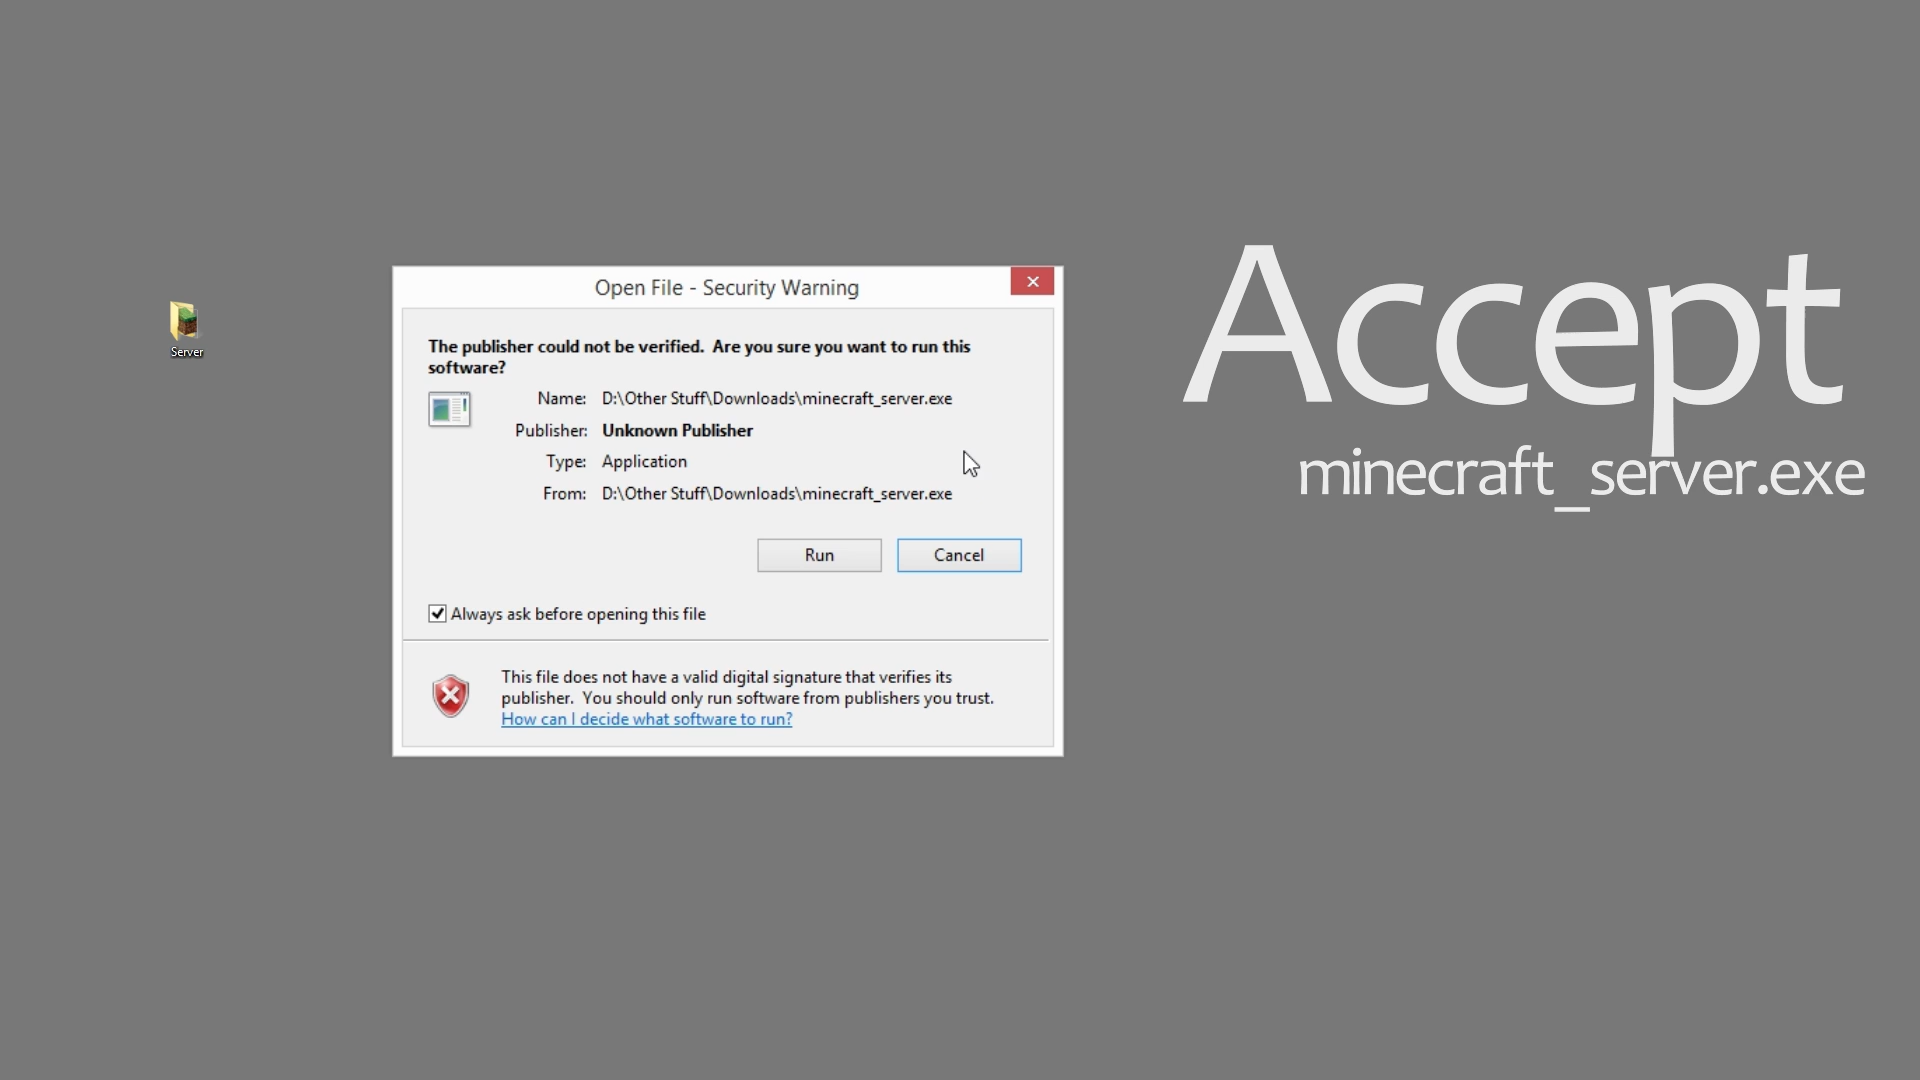 Open File - Security Warning
The publisher could not be verified. Are you sure you want to run this
software?
Name: D:\Other Stuff\Downloads\minecraft_server.exe
Publisher: Unknown Publisher
Type: Application
From: D:\Other Stuff\Downloads\minecraft_server.exe
Run Cancel
Always ask before opening this file
This file does not have a valid digital signature that verifies its
publisher. You should only run software from publishers you trust.
How can I decide what software to run?
Server
Accept
minecraft_server.exe